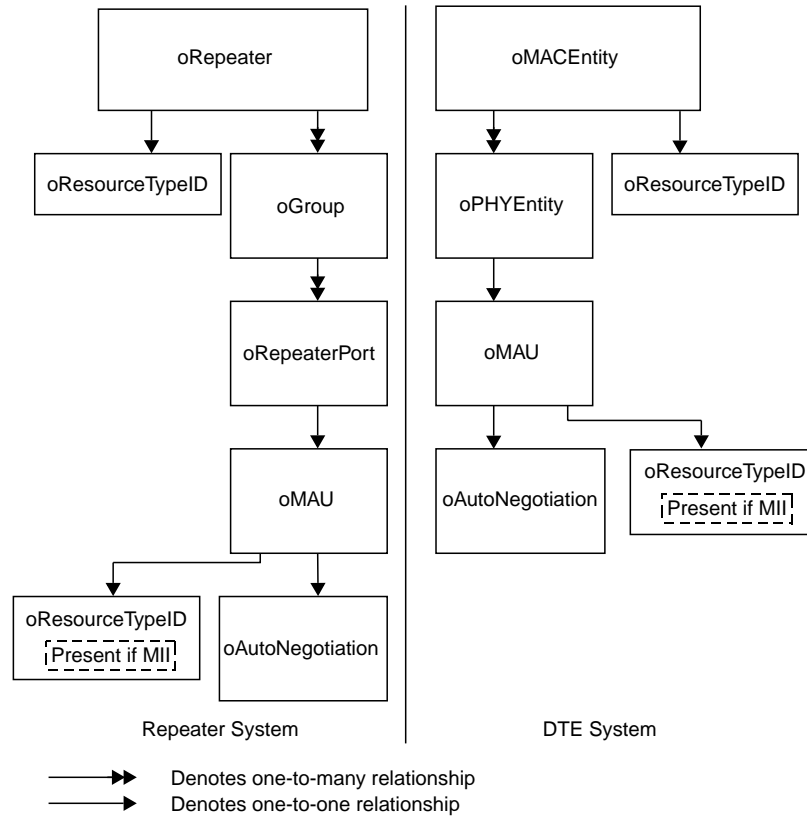 oRepeater
oMACEntity
oResourceTypeID
oGroup
oPHYEntity
oResourceTypeID
oRepeaterPort
oMAU
oMAU
oAutoNegotiation
oResourceTypeID
Present if MII
oResourceTypeID
Present if MII
oAutoNegotiation
Repeater System
DTE System
Denotes one-to-many relationship
Denotes one-to-one relationship